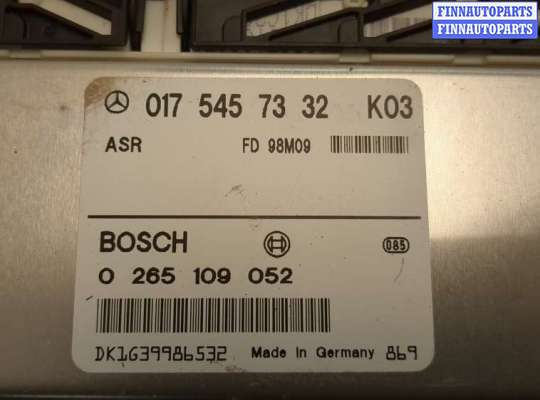 FINNAUTOPARTS
FINNAUTOPARTS
017 545 73 32 K03
ASR FD 98M09
BOSCH 085
0 265 109 052
DK1G39986532 Made in Germany 869